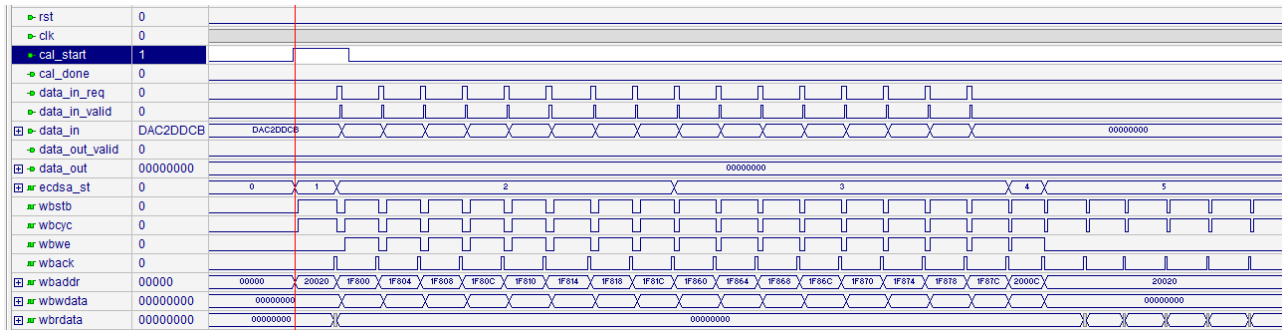 rst 0
clk 0
cal_start 1
cal_done 0
data_in_req 0
data_in_valid 0
data_in DAC2DDCB DAC2DDCB 00000000
data_out_valid 0
data_out 00000000 00000000
ecdsa_st 0 0 1 2 3 4 5
wbstb 0
wbcyc 0
wbwe 0
wback 0
wbaddr 00000 00000 20020 1F800 1F804 1F808 1F80C 1F810 1F814 1F818 1F81C 1F860 1F864 1F868 1F86C 1F870 1F874 1F878 1F87C 2000C 20020
wbwdata 00000000 00000000 00000000
wbrdata 00000000 00000000 00000000